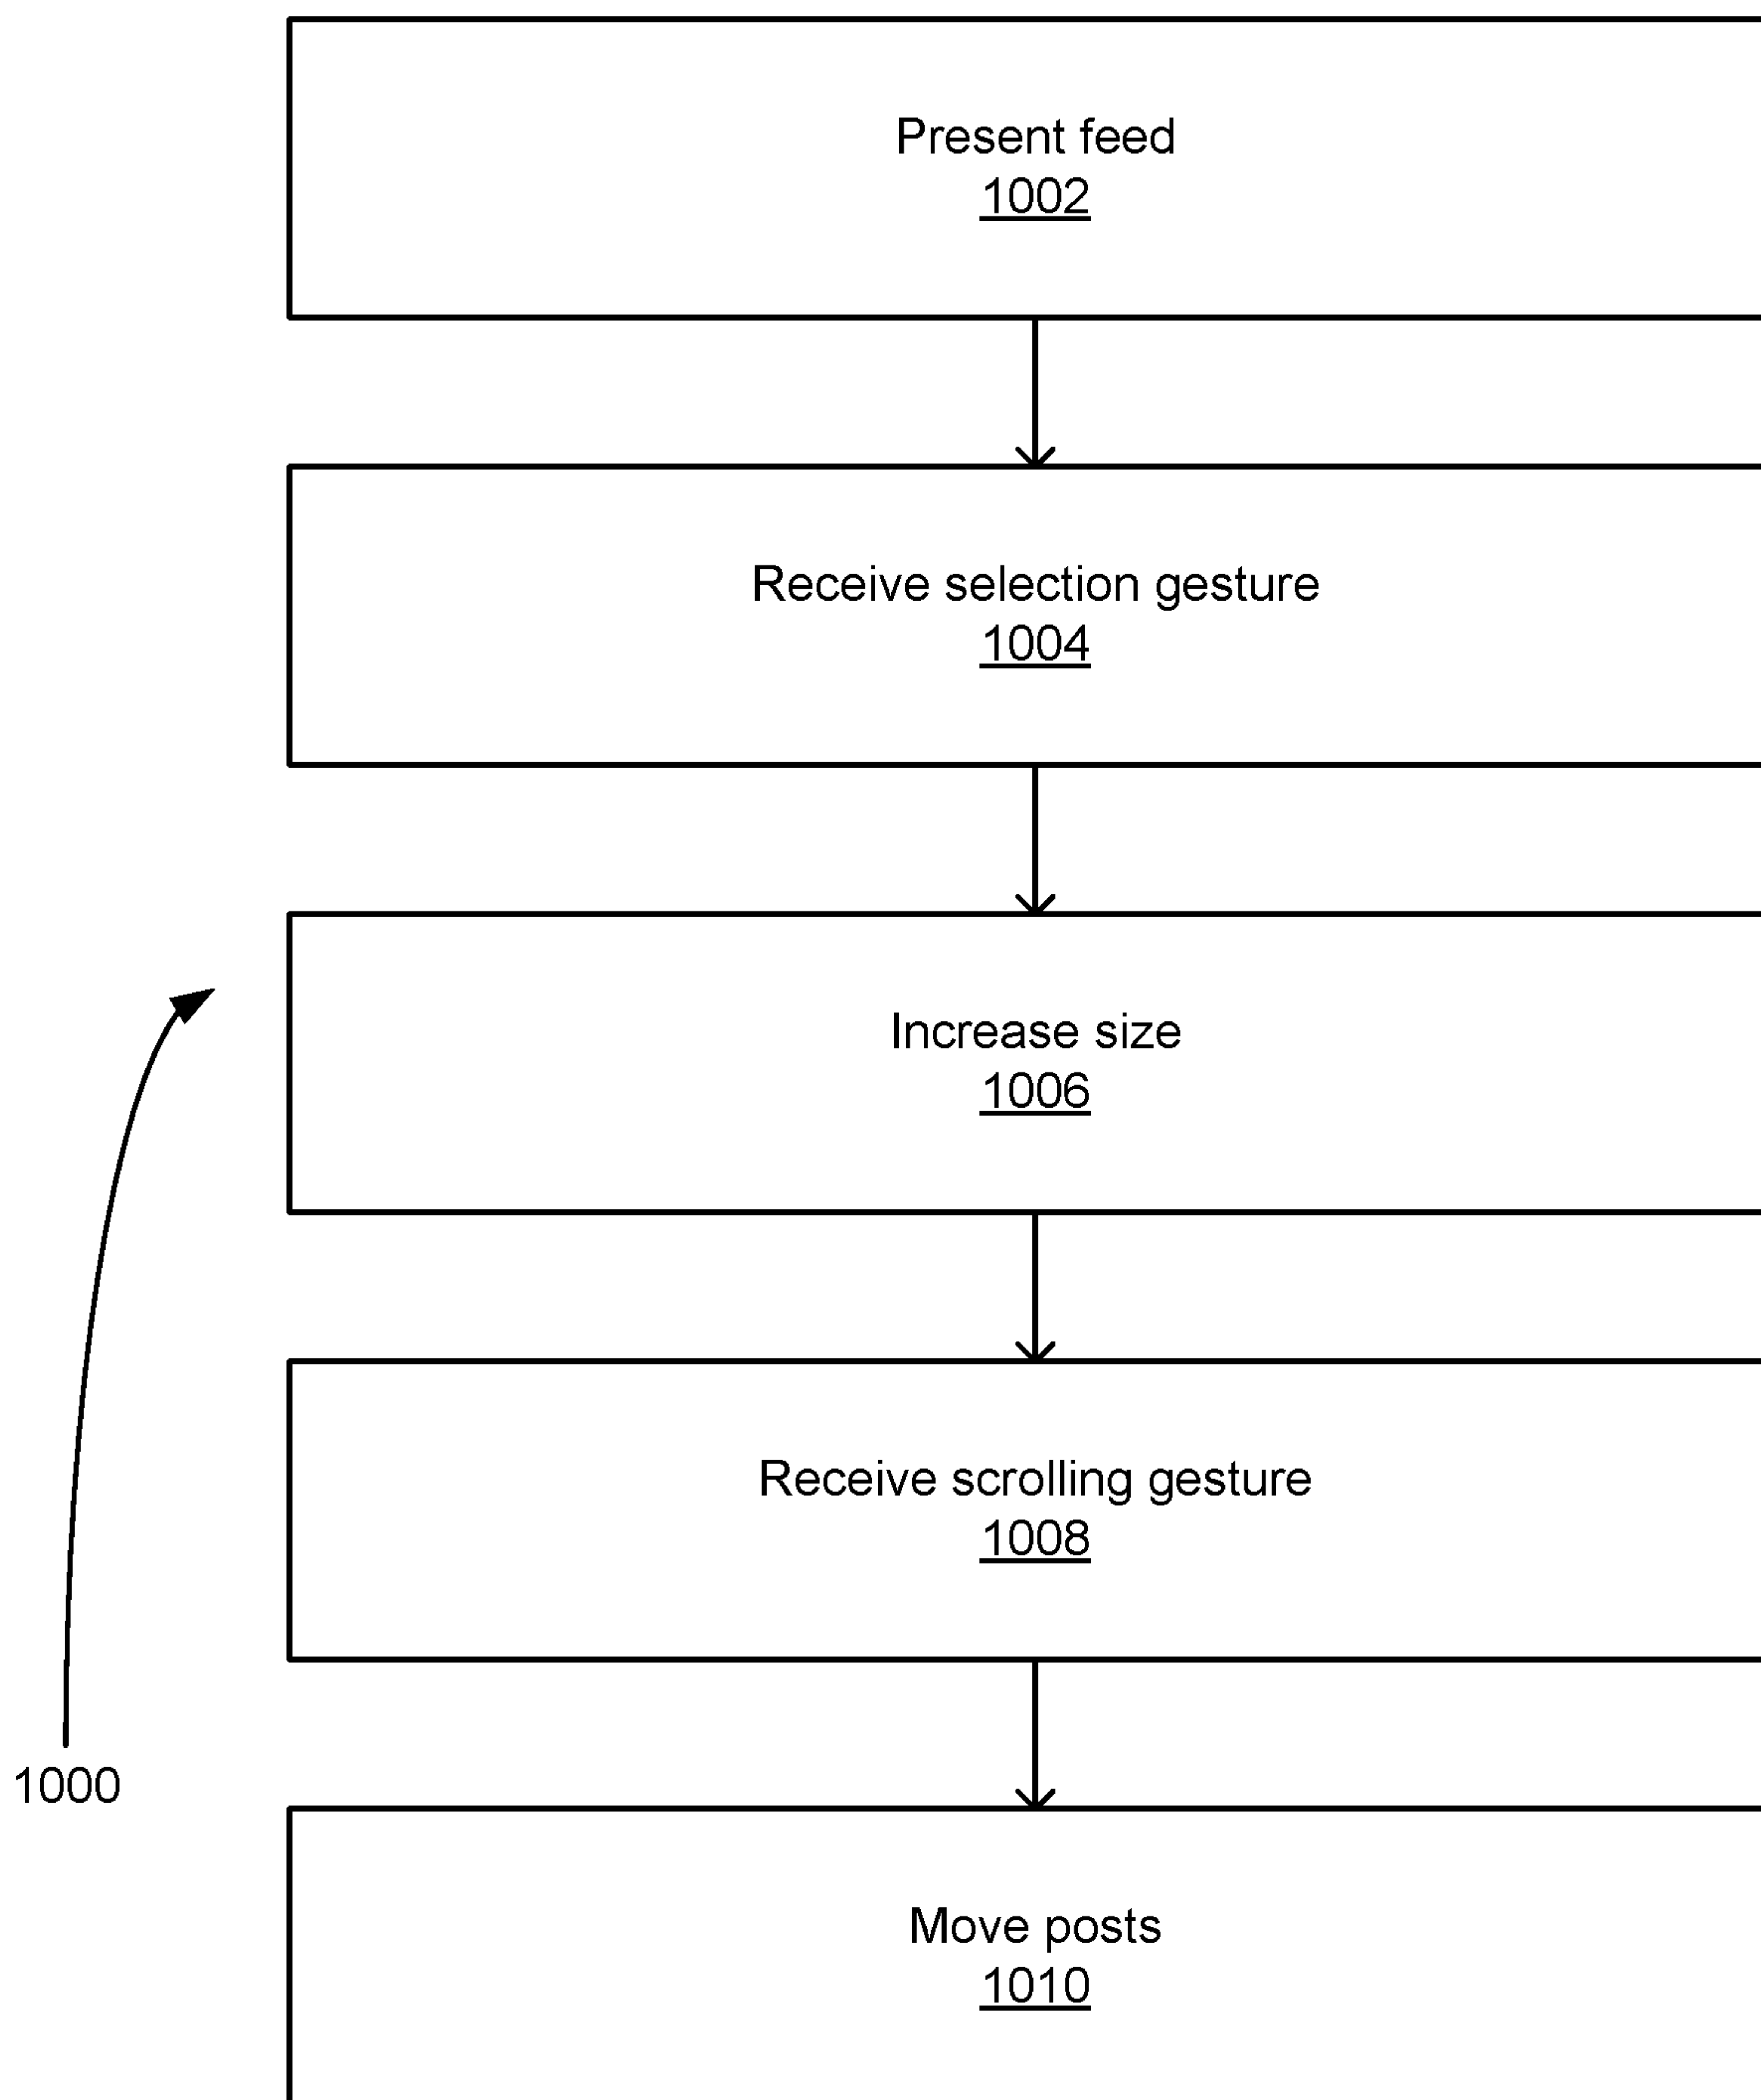 Present feed
1002
Receive selection gesture
1004
Increase size
1006
Receive scrolling gesture
1008
1000
Move posts
1010